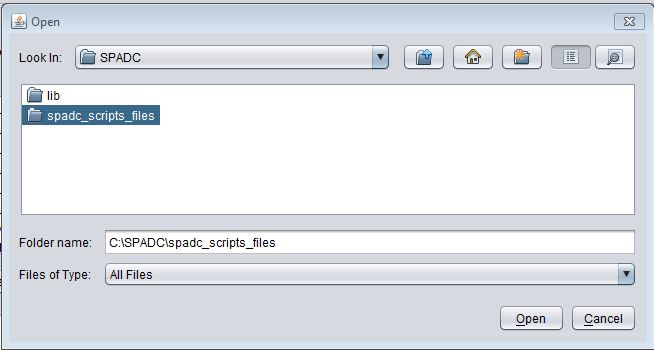 Open
Look In: SPADC
lib
spadc_scripts_files
Folder name: C:\SPADC\spadc_scripts_files
Files of Type: All Files
Open Cancel